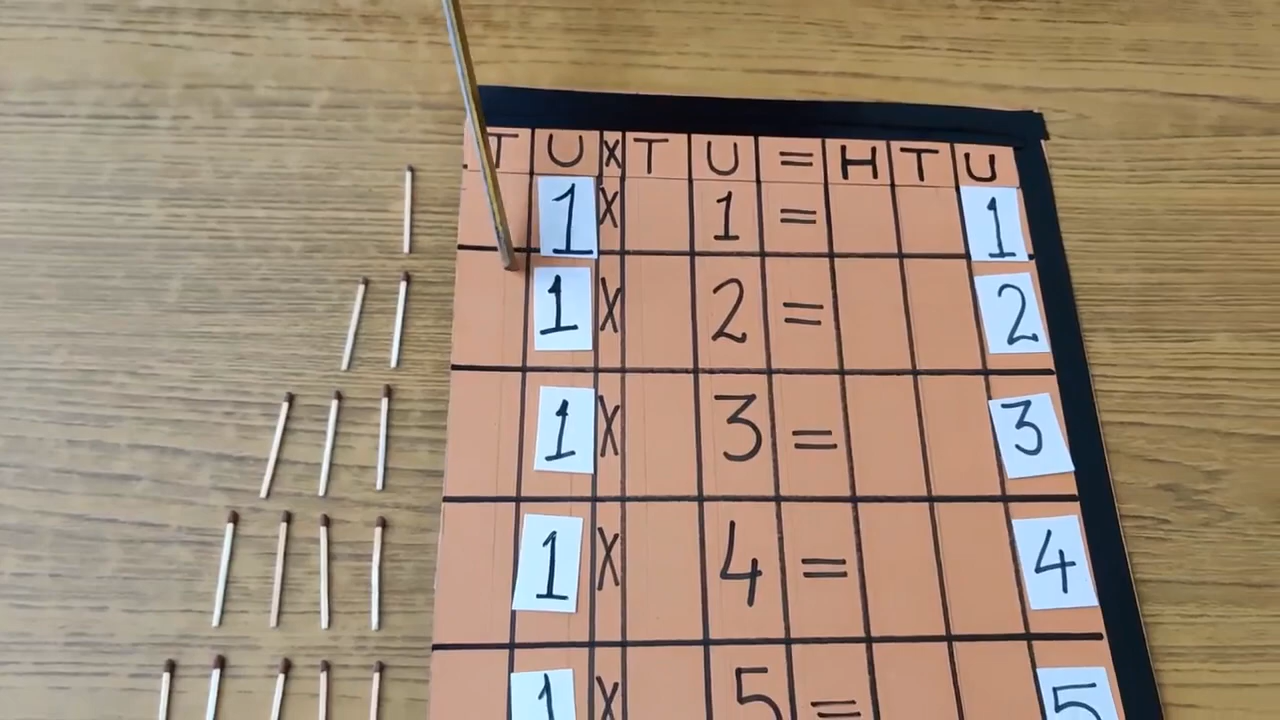 T U X T U = H T U
1 X 1 = 1
1 X 2 = 2
1 X 3 = 3
1 X 4 = 4
1 X 5 = 5